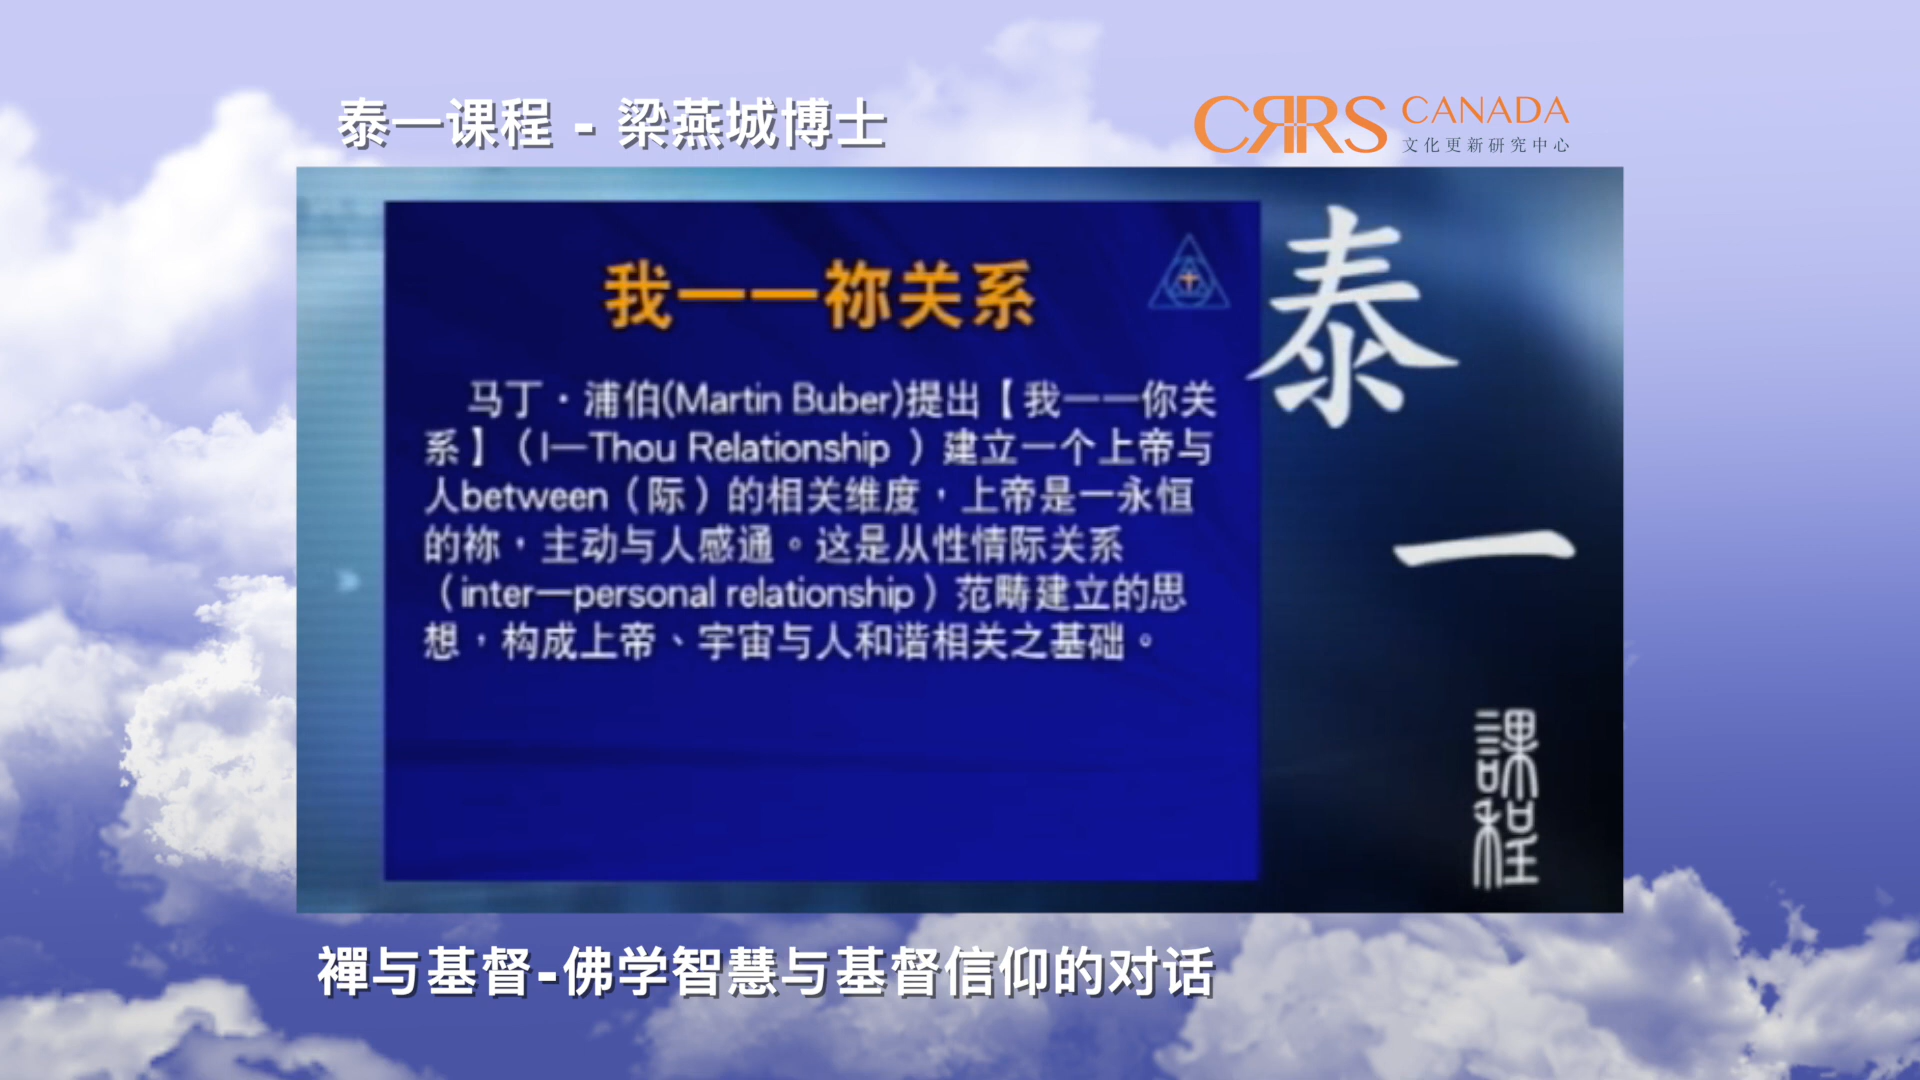 泰一课程 - 梁燕城博士
CRRS CANADA
文化更新研究中心
我一一祢关系
马丁·浦伯(Martin Buber)提出【我一一你关
系】（I—Thou Relationship ）建立一个上帝与
人between（际）的相关维度，上帝是一永恒
的祢，主动与人感通。这是从性情际关系
（inter—personal relationship）范畴建立的思
想，构成上帝、宇宙与人和谐相关之基础。
泰
一
課程
禪与基督-佛学智慧与基督信仰的对话